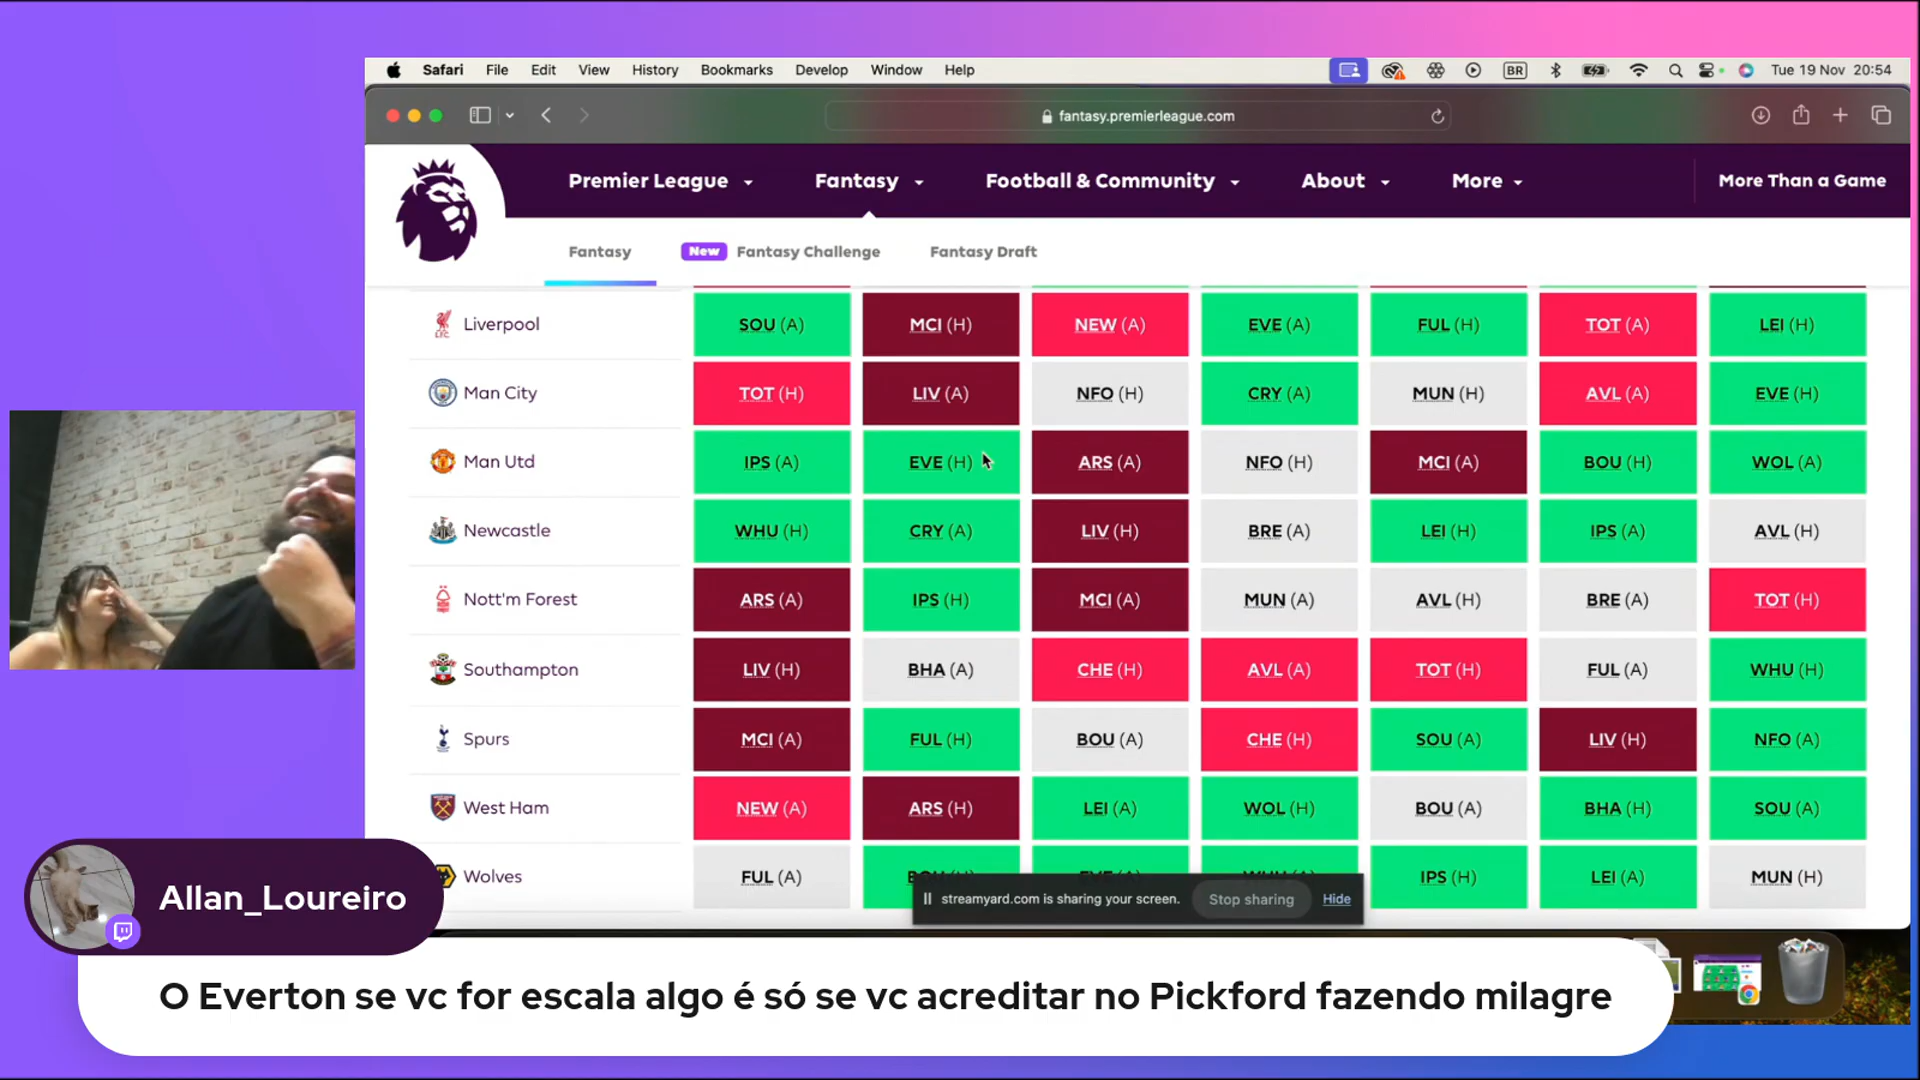 Safari File Edit View History Bookmarks Develop Window Help BR Tue 19 Nov 20:54
fantasy.premierleague.com
Premier League Fantasy Football & Community About More More Than a Game
Fantasy New Fantasy Challenge Fantasy Draft
Liverpool SOU (A) MCI (H) NEW (A) EVE (A) FUL (H) TOT (A) LEI (H)
Man City TOT (H) LIV (A) NFO (H) CRY (A) MUN (H) AVL (A) EVE (H)
Man Utd IPS (A) EVE (H) ARS (A) NFO (H) MCI (A) BOU (H) WOL (A)
Newcastle WHU (H) CRY (A) LIV (H) BRE (A) LEI (H) IPS (A) AVL (H)
Nott'm Forest ARS (A) IPS (H) MCI (A) MUN (A) AVL (H) BRE (A) TOT (H)
Southampton LIV (H) BHA (A) CHE (H) AVL (A) TOT (H) FUL (A) WHU (H)
Spurs MCI (A) FUL (H) BOU (A) CHE (H) SOU (A) LIV (H) NFO (A)
West Ham NEW (A) ARS (H) LEI (A) WOL (H) BOU (A) BHA (H) SOU (A)
Wolves FUL (A) IPS (H) LEI (A) MUN (H)
streamyard.com is sharing your screen. Stop sharing Hide
Allan_Loureiro
O Everton se vc for escala algo é só se vc acreditar no Pickford fazendo milagre